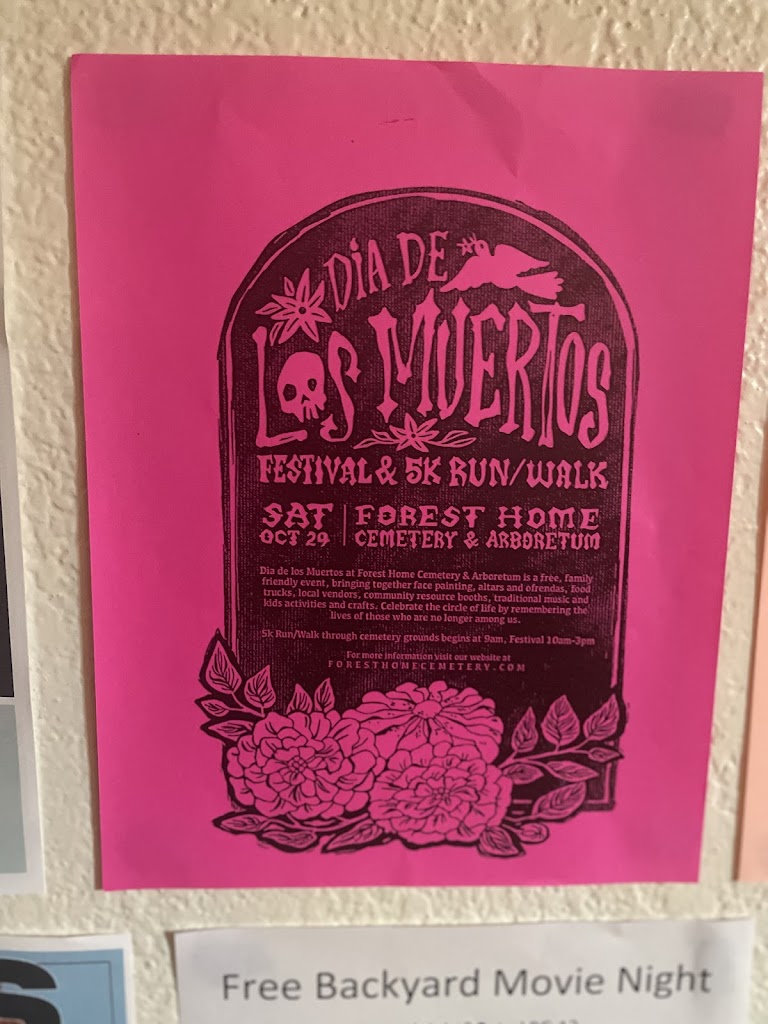 DIA DE
LOS MUERTOS
FESTIVAL & 5K RUN/WALK
SAT
OCT 29
FOREST HOME
CEMETERY & ARBORETUM
Dia de los Muertos at Forest Home Cemetery & Arboretum is a free, family
friendly event, bringing together face painting, altars and ofrendas, food
trucks, local vendors, community resource booths, traditional music and
kids activities and crafts. Celebrate the circle of life by remembering the
lives of those who are no longer among us.
5k Run/Walk through cemetery grounds begins at 9am, Festival 10am-3pm
For more information visit our website at
FORESTHOMECEMETERY.COM
Free Backyard Movie Night